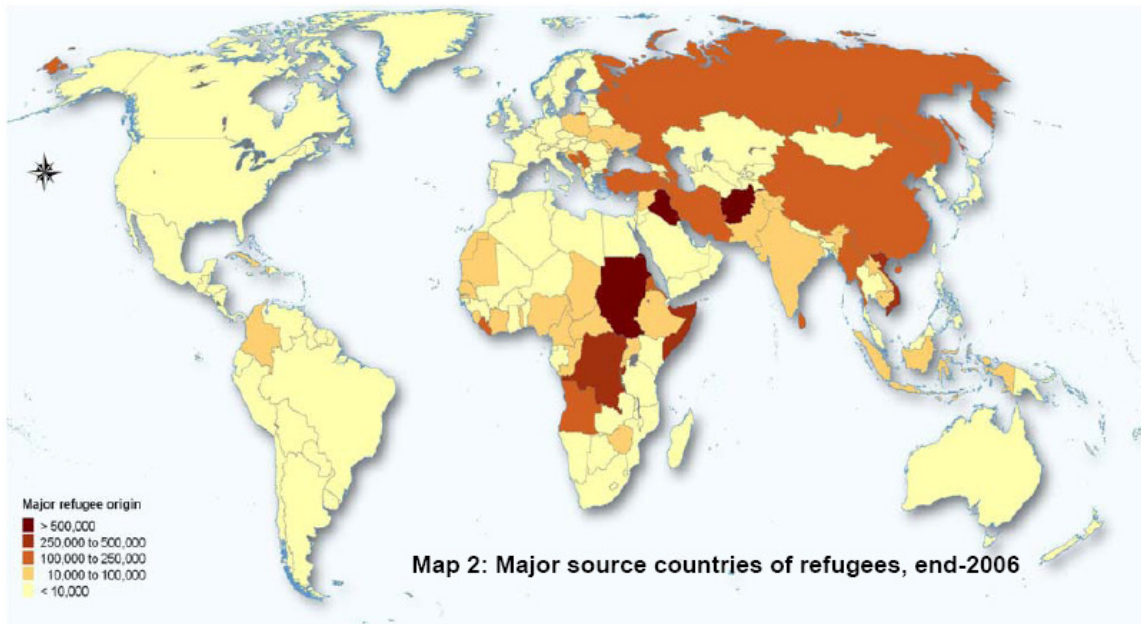 Major refugee origin
> 500,000
250,000 to 500,000
100,000 to 250,000
10,000 to 100,000
< 10,000
Map 2: Major source countries of refugees, end-2006